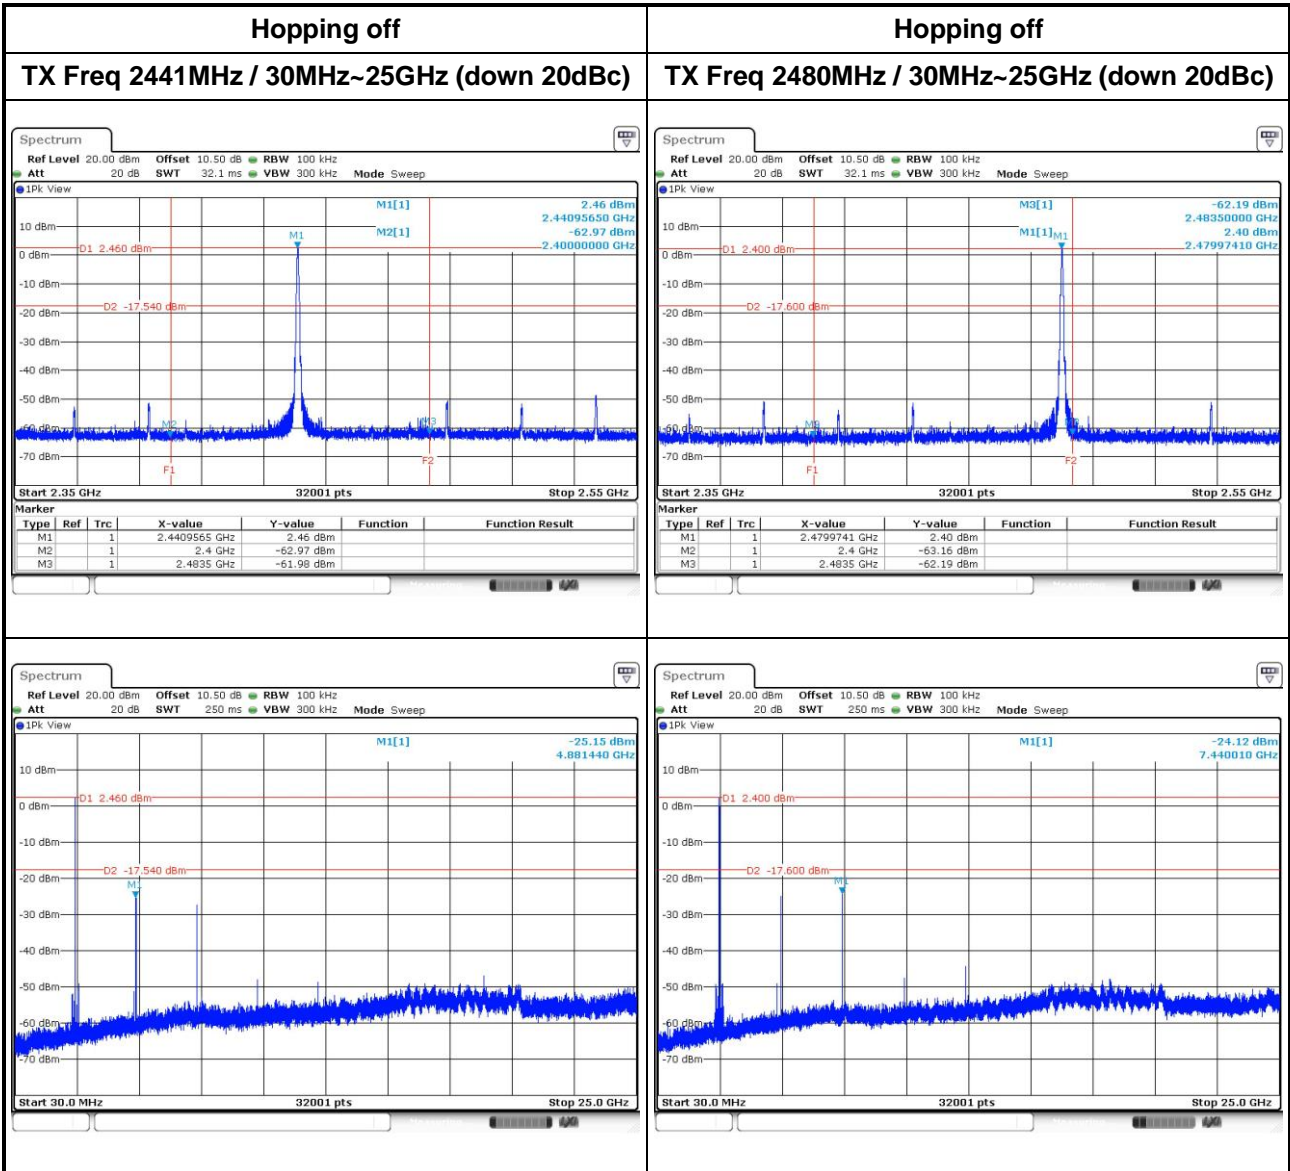 Hopping off
Hopping off
TX Freq 2441MHz / 30MHz~25GHz (down 20dBc)
TX Freq 2480MHz / 30MHz~25GHz (down 20dBc)
Spectrum
Ref Level 20.00 dBm Offset 10.50 dB RBW 100 kHz
Att 20 dB SWT 32.1 ms VBW 300 kHz Mode Sweep
1Pk View
M1[1] 2.46 dBm
2.44095650 GHz
M2[1] -62.97 dBm
2.40000000 GHz
10 dBm
M1
D1 2.460 dBm
0 dBm
-10 dBm
D2 -17.540 dBm
-20 dBm
-30 dBm
-40 dBm
-50 dBm
M2
M3
-60 dBm
-70 dBm
F1
F2
Start 2.35 GHz 32001 pts Stop 2.55 GHz
Marker
Type Ref Trc X-value Y-value Function Function Result
M1 1 2.4409565 GHz 2.46 dBm
M2 1 2.4 GHz -62.97 dBm
M3 1 2.4835 GHz -61.98 dBm
Spectrum
Ref Level 20.00 dBm Offset 10.50 dB RBW 100 kHz
Att 20 dB SWT 32.1 ms VBW 300 kHz Mode Sweep
1Pk View
M3[1] -62.19 dBm
2.48350000 GHz
M1[1] 2.40 dBm
2.47997410 GHz
10 dBm
M1
D1 2.400 dBm
0 dBm
-10 dBm
D2 -17.600 dBm
-20 dBm
-30 dBm
-40 dBm
-50 dBm
-60 dBm
-70 dBm
F1
F2
Start 2.35 GHz 32001 pts Stop 2.55 GHz
Marker
Type Ref Trc X-value Y-value Function Function Result
M1 1 2.4799741 GHz 2.40 dBm
M2 1 2.4 GHz -63.16 dBm
M3 1 2.4835 GHz -62.19 dBm
Spectrum
Ref Level 20.00 dBm Offset 10.50 dB RBW 100 kHz
Att 20 dB SWT 250 ms VBW 300 kHz Mode Sweep
1Pk View
M1[1] -25.15 dBm
4.881440 GHz
10 dBm
D1 2.460 dBm
0 dBm
-10 dBm
D2 -17.540 dBm
-20 dBm
M1
-30 dBm
-40 dBm
-50 dBm
-60 dBm
-70 dBm
Start 30.0 MHz 32001 pts Stop 25.0 GHz
Spectrum
Ref Level 20.00 dBm Offset 10.50 dB RBW 100 kHz
Att 20 dB SWT 250 ms VBW 300 kHz Mode Sweep
1Pk View
M1[1] -24.12 dBm
7.440010 GHz
10 dBm
D1 2.400 dBm
0 dBm
-10 dBm
D2 -17.600 dBm
-20 dBm
M1
-30 dBm
-40 dBm
-50 dBm
-60 dBm
-70 dBm
Start 30.0 MHz 32001 pts Stop 25.0 GHz